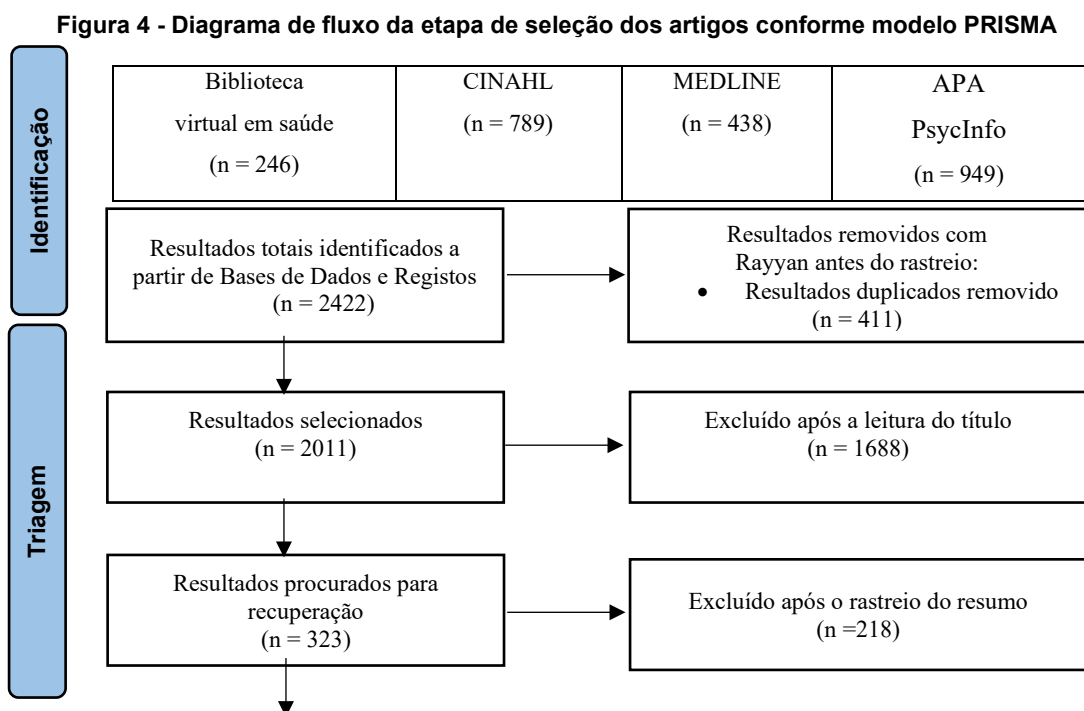 Figura 4 - Diagrama de fluxo da etapa de seleção dos artigos conforme modelo PRISMA
Identificação
Biblioteca
virtual em saúde
(n = 246)
CINAHL
(n = 789)
MEDLINE
(n = 438)
APA
PsycInfo
(n = 949)
Resultados totais identificados a
partir de Bases de Dados e Registos
(n = 2422)
Resultados removidos com
Rayyan antes do rastreio:
• Resultados duplicados removido
(n = 411)
Triagem
Resultados selecionados
(n = 2011)
Excluído após a leitura do título
(n = 1688)
Resultados procurados para
recuperação
(n = 323)
Excluído após o rastreio do resumo
(n =218)